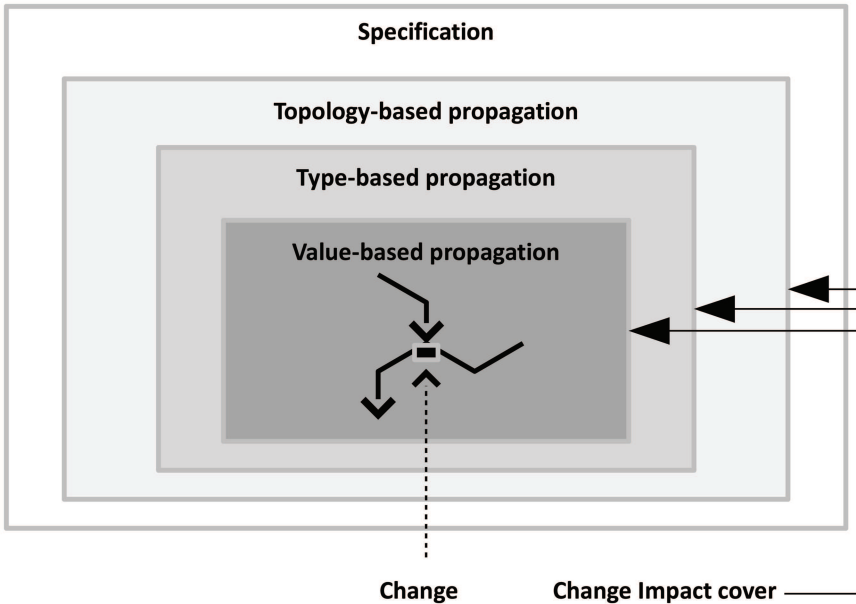 Specification
Topology-based propagation
Type-based propagation
Value-based propagation
Change
Change Impact cover